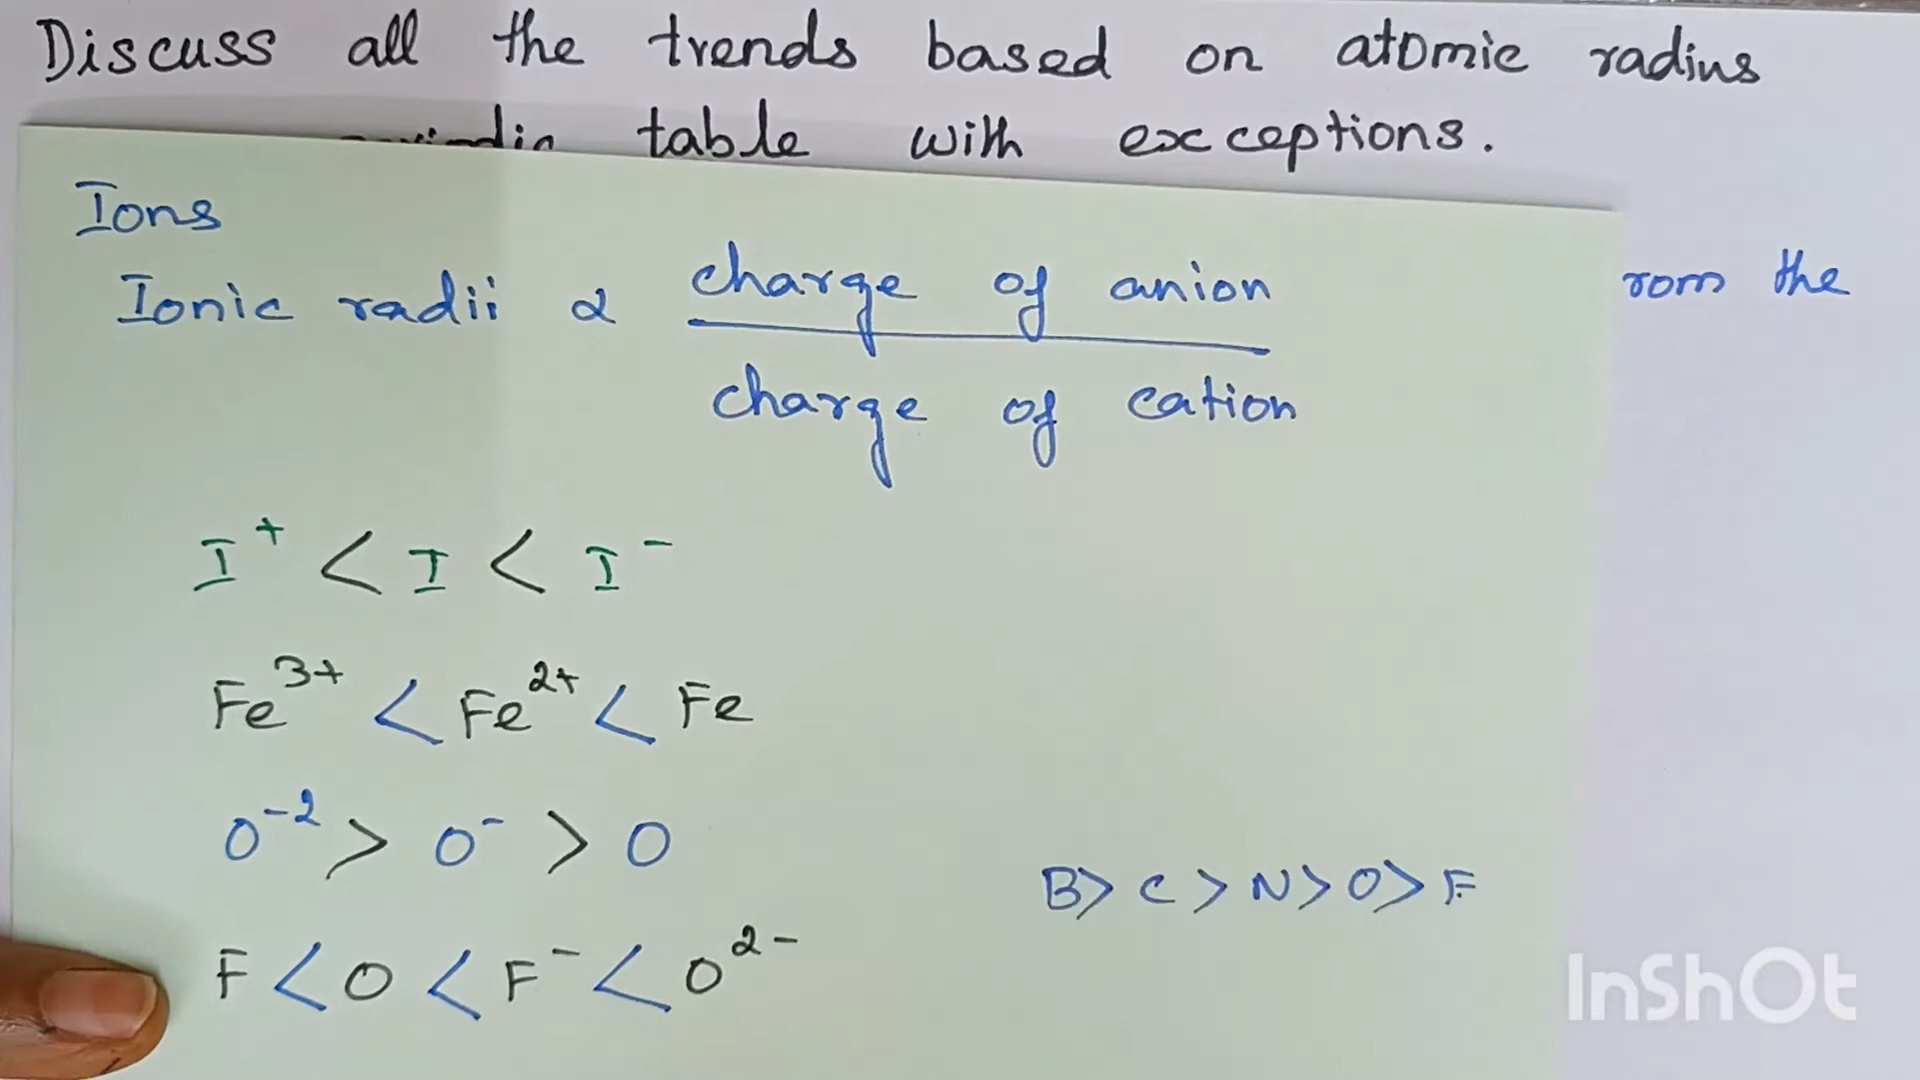 Discuss all the trends based on atomic radius
table with exceptions.
Ions
Ionic radii α charge of anion
charge of cation
rom the
I⁺ < I < I⁻
Fe³⁺ < Fe²⁺ < Fe
O⁻² > O⁻ > O
B > C > N > O > F
F < O < F⁻ < O²⁻
InShOt